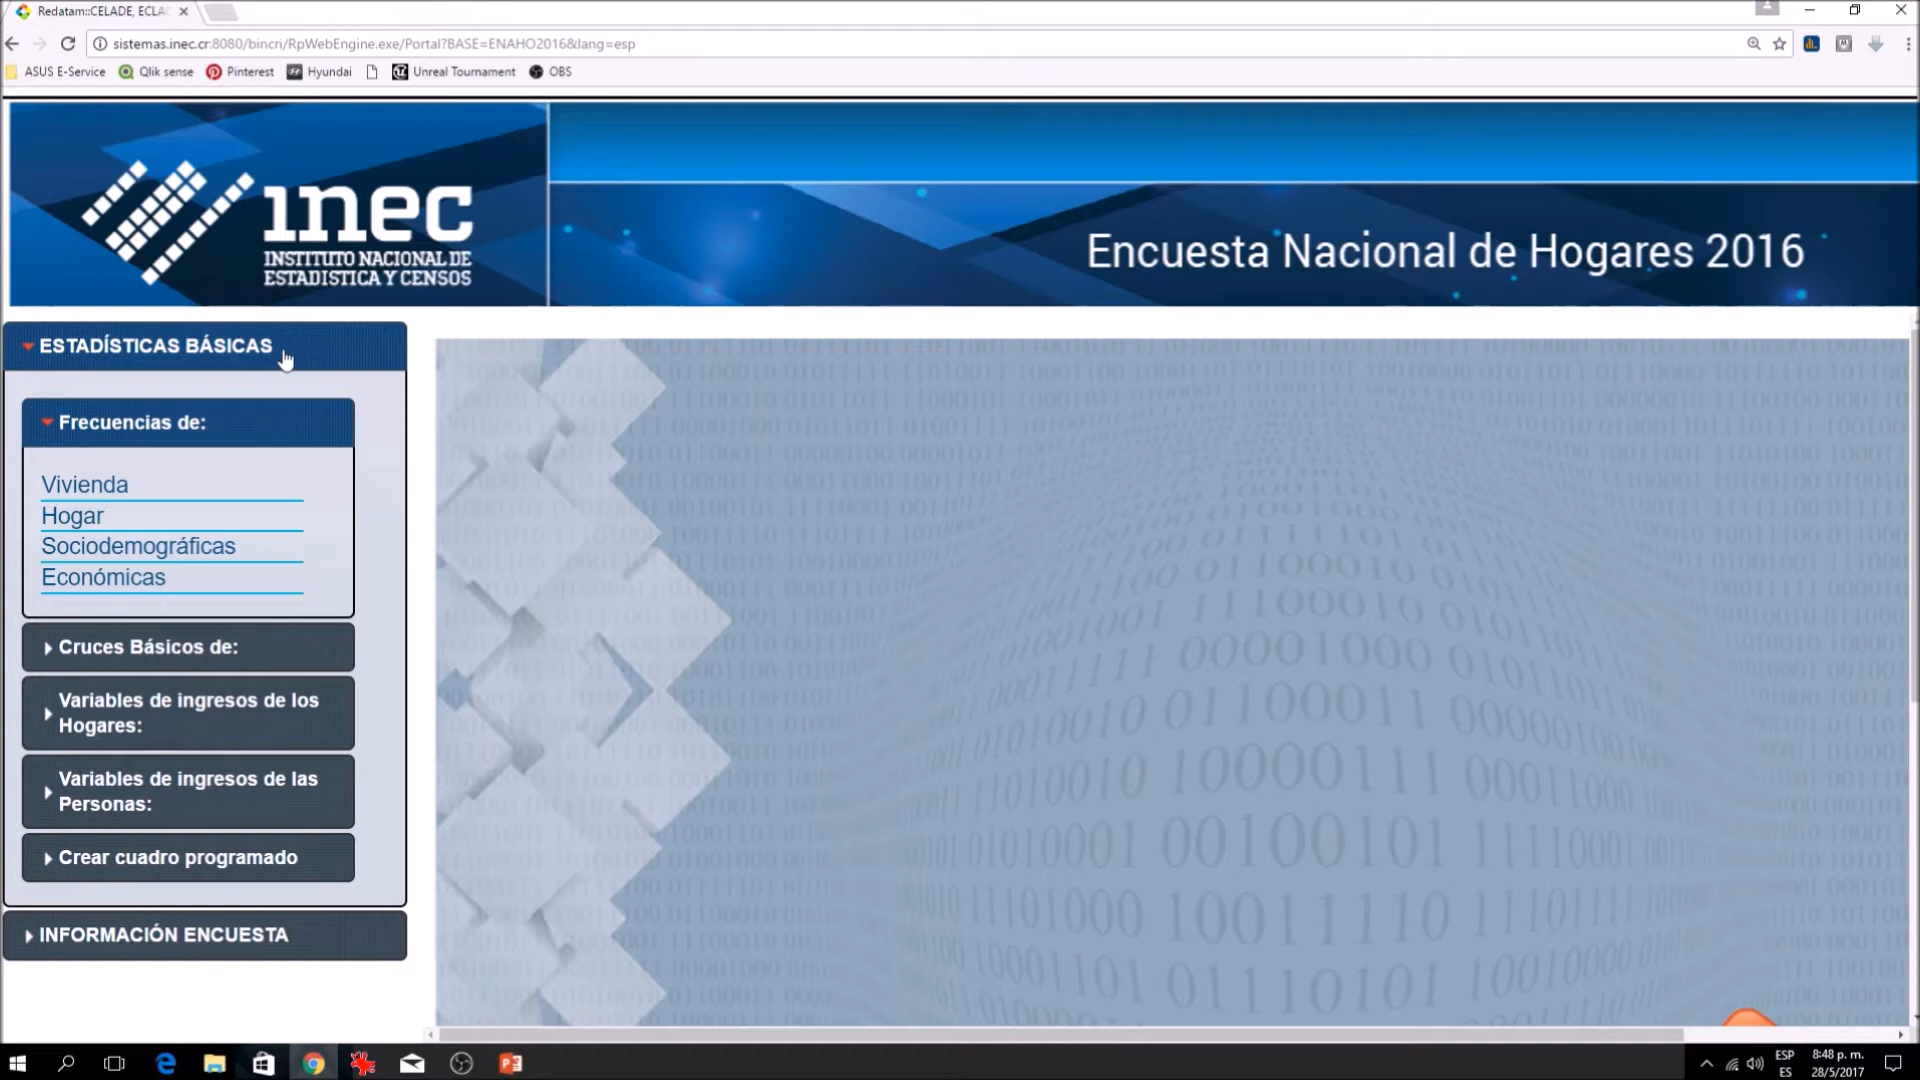 Redatam::CELADE, ECLAC
sistemas.inec.cr:8080/bincri/RpWebEngine.exe/Portal?BASE=ENAHO2016&lang=esp
ASUS E-Service
Qlik sense
Pinterest
Hyundai
Unreal Tournament
OBS
ınec
INSTITUTO NACIONAL DE
ESTADISTICA Y CENSOS
Encuesta Nacional de Hogares 2016
ESTADÍSTICAS BÁSICAS
Frecuencias de:
Vivienda
Hogar
Sociodemográficas
Económicas
Cruces Básicos de:
Variables de ingresos de los
Hogares:
Variables de ingresos de las
Personas:
Crear cuadro programado
INFORMACIÓN ENCUESTA
ESP
ES
8:48 p. m.
28/5/2017